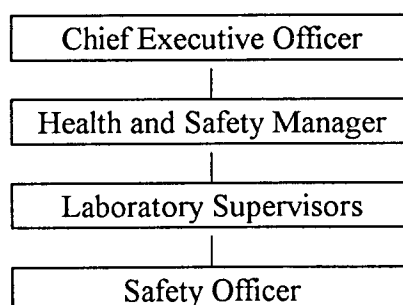 Chief Executive Officer
Health and Safety Manager
Laboratory Supervisors
Safety Officer